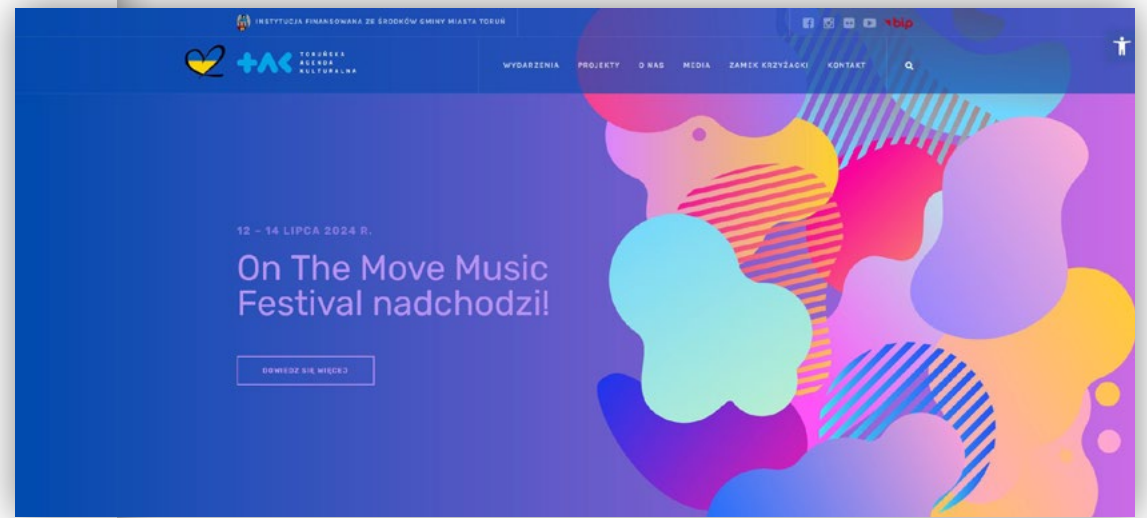 INSTYTUCJA FINANSOWANA ZE ŚRODKÓW GMINY MIASTA TORUŃ
bip
TORUŃSKA
AGENDA
KULTURALNA
WYDARZENIA PROJEKTY O NAS MEDIA ZAMEK KRZYŻACKI KONTAKT
12 – 14 LIPCA 2024 R.
On The Move Music
Festival nadchodzi!
DOWIEDZ SIĘ WIĘCEJ